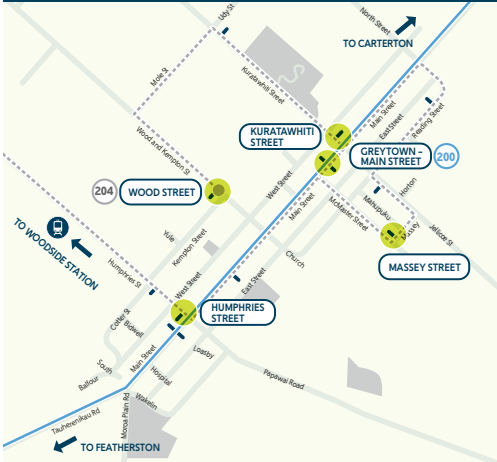 Udy St
North Street
TO CARTERTON
Mole St
Kuratawhiti Street
Main Street
East Street
Reading Street
Wood and Kempton St
KURATAWHITI
STREET
GREYTOWN -
MAIN STREET
200
204
WOOD STREET
West Street
Main Street
McMaster Street
Mahupuku
Horton
Massey
Jellicoe St
TO WOODSIDE STATION
Yule
Kempton Street
Church
MASSEY STREET
Humphries St
West Street
East Street
HUMPHRIES
STREET
Cotter St
Bidwell
Main Street
Loasby
South
Balfour
Hospital
Papawai Road
Wakelin
Moroa Plain Rd
Tauherenikau Rd
TO FEATHERSTON